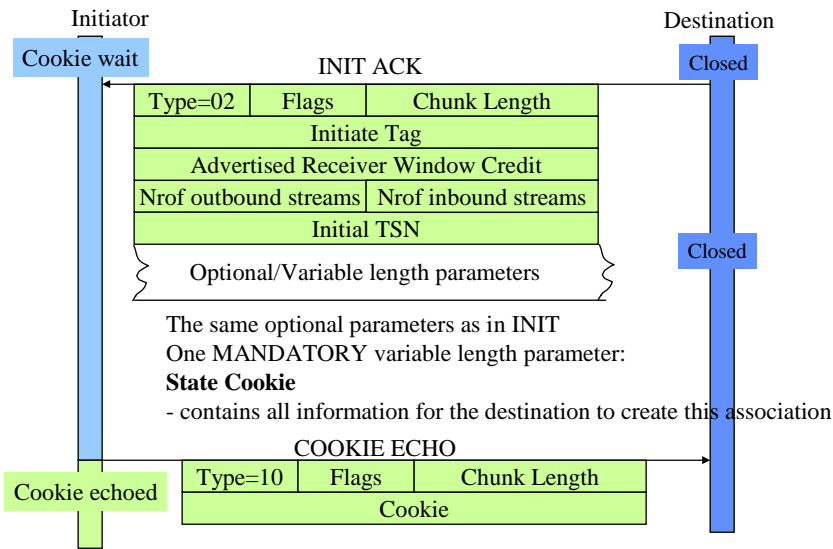 Initiator
Destination
Cookie wait
INIT ACK
Closed
Type=02 Flags Chunk Length
Initiate Tag
Advertised Receiver Window Credit
Nrof outbound streams Nrof inbound streams
Initial TSN
Closed
Optional/Variable length parameters
The same optional parameters as in INIT
One MANDATORY variable length parameter:
State Cookie
- contains all information for the destination to create this association
COOKIE ECHO
Type=10 Flags Chunk Length
Cookie echoed
Cookie